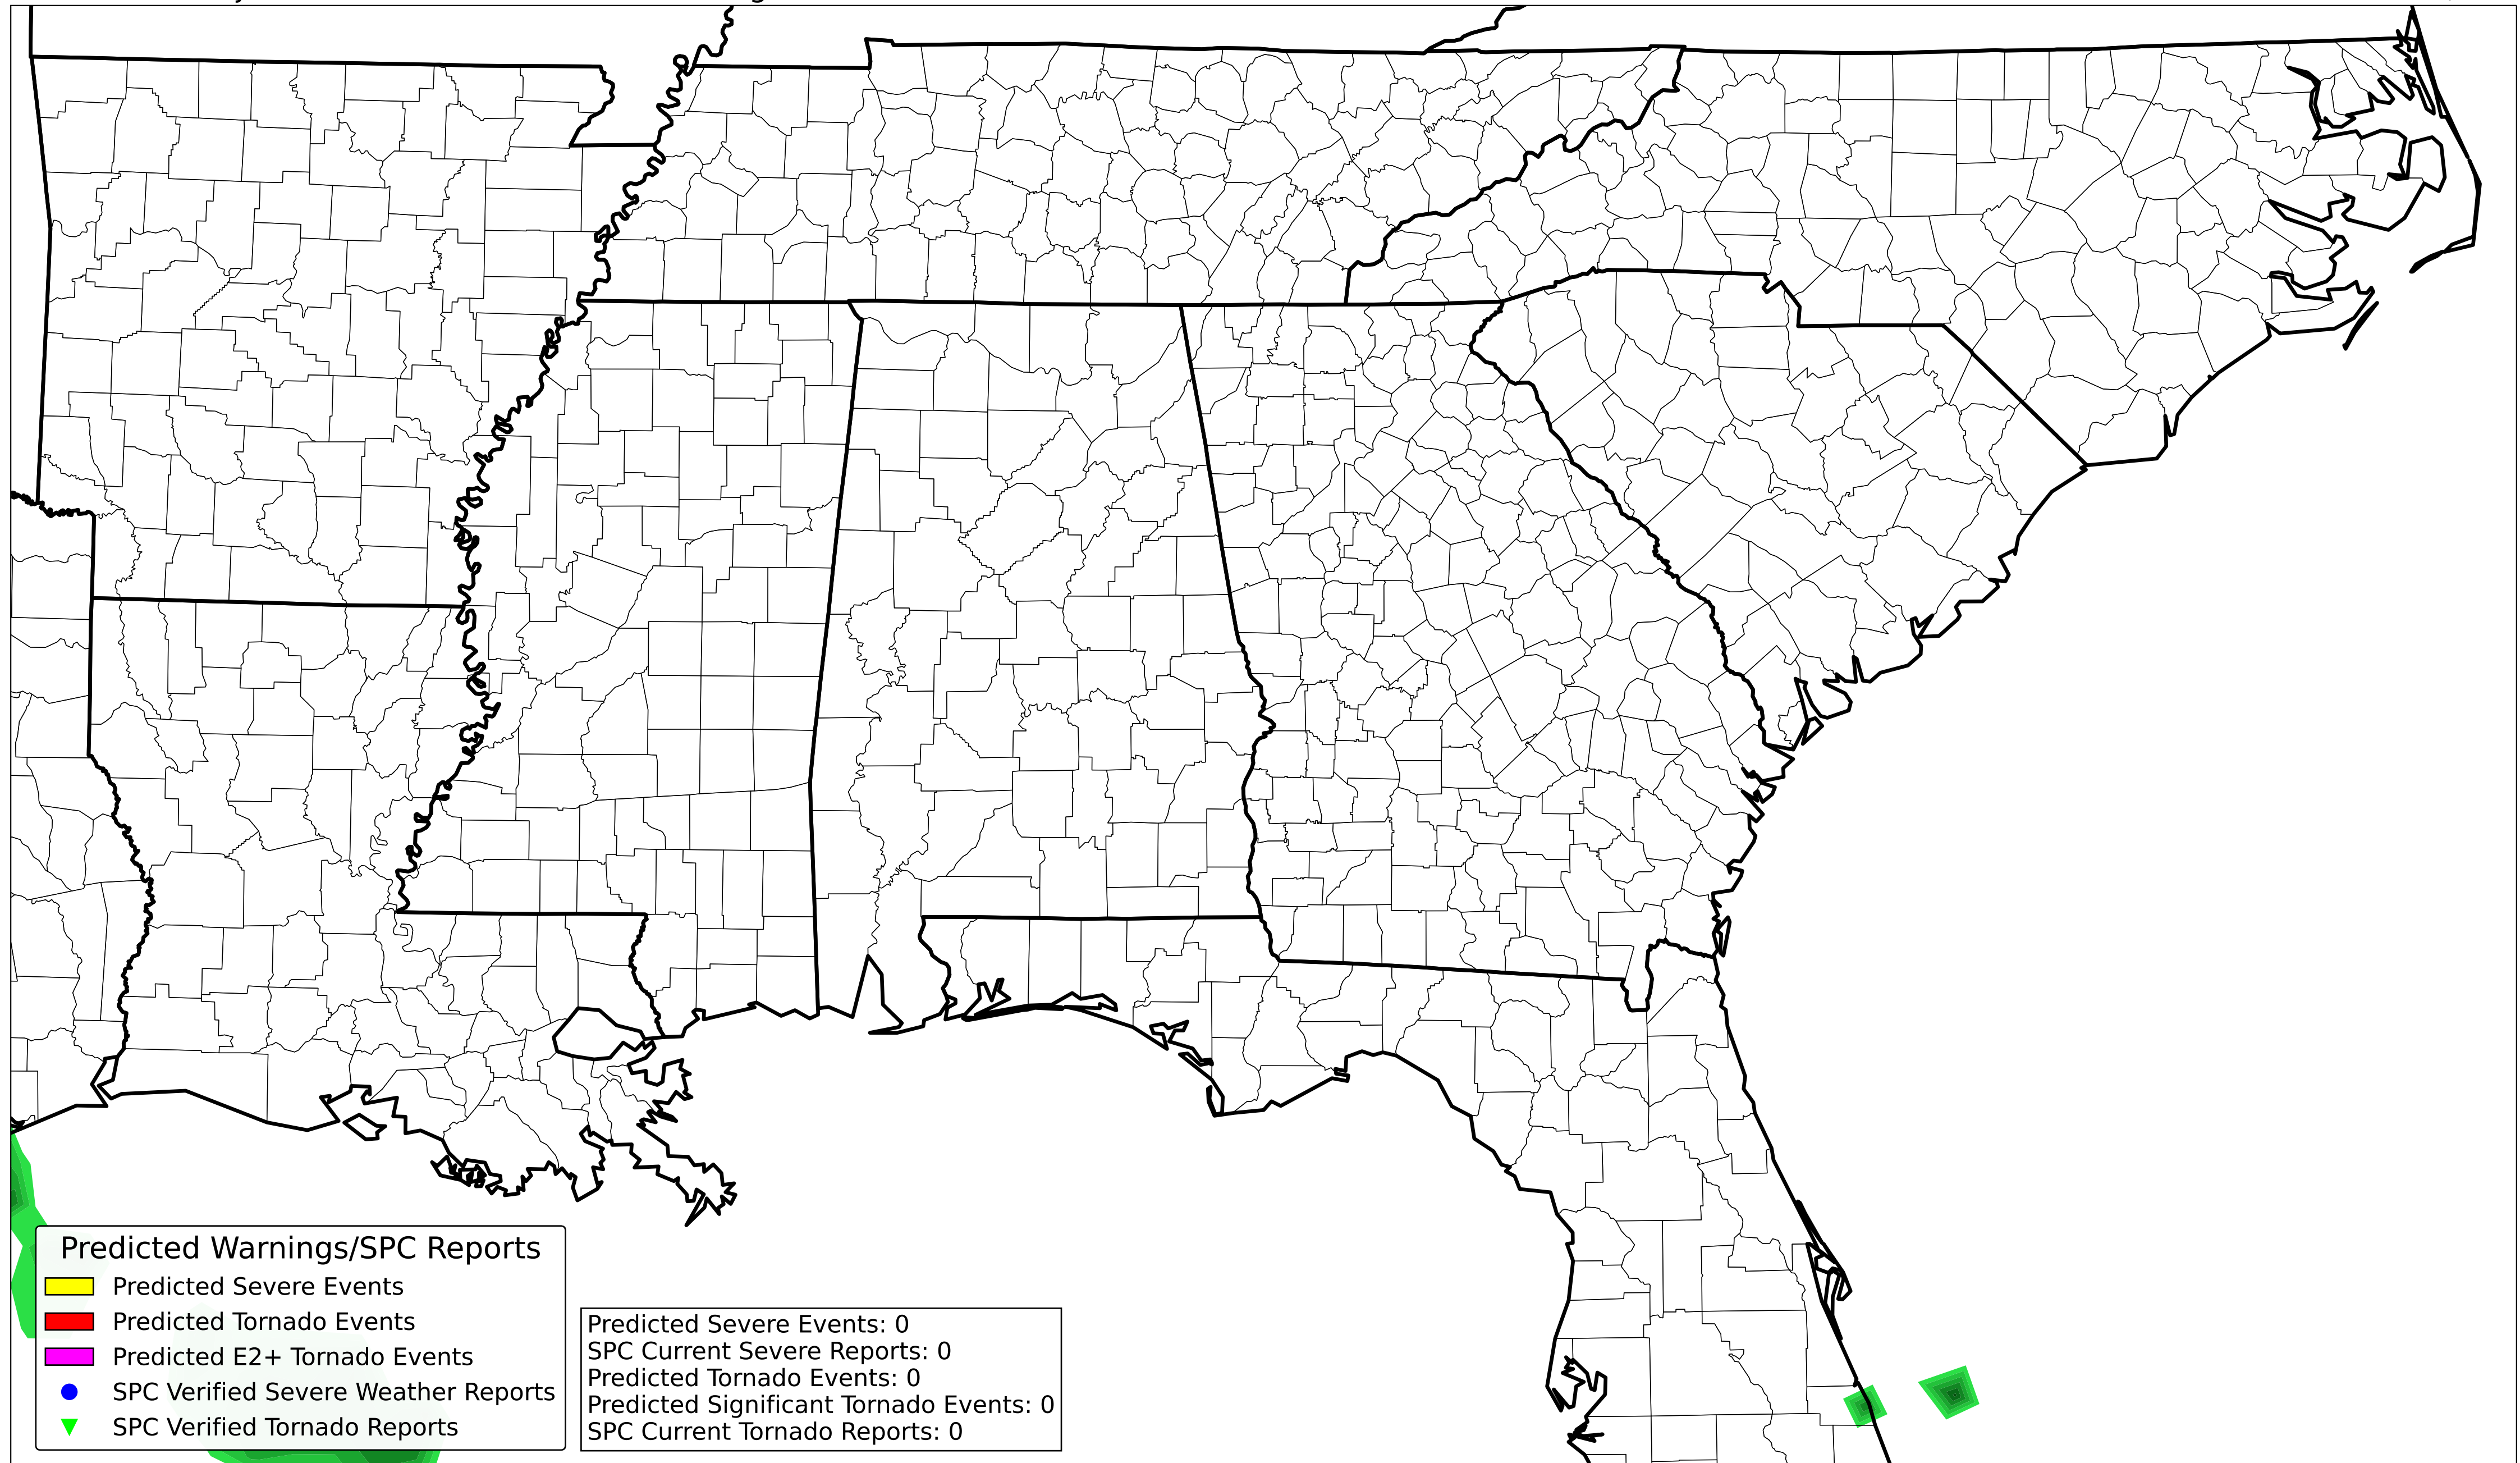 Predicted Warnings/SPC Reports
Predicted Severe Events
Predicted Tornado Events
Predicted E2+ Tornado Events
SPC Verified Severe Weather Reports
SPC Verified Tornado Reports
Predicted Severe Events: 0
SPC Current Severe Reports: 0
Predicted Tornado Events: 0
Predicted Significant Tornado Events: 0
SPC Current Tornado Reports: 0